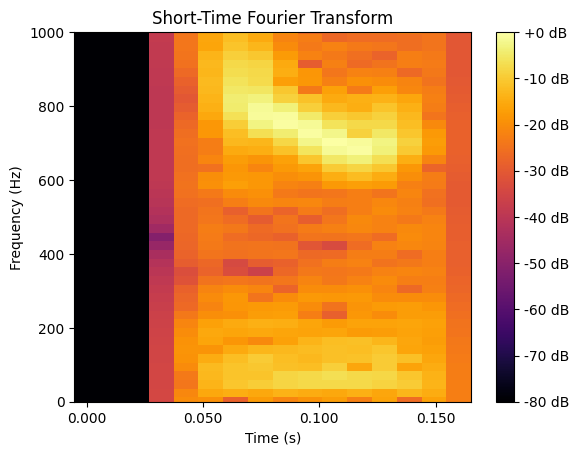 Short-Time Fourier Transform
1000
800
600
400
200
0
Frequency (Hz)
0.000
0.050
0.100
0.150
Time (s)
+0 dB
-10 dB
-20 dB
-30 dB
-40 dB
-50 dB
-60 dB
-70 dB
-80 dB